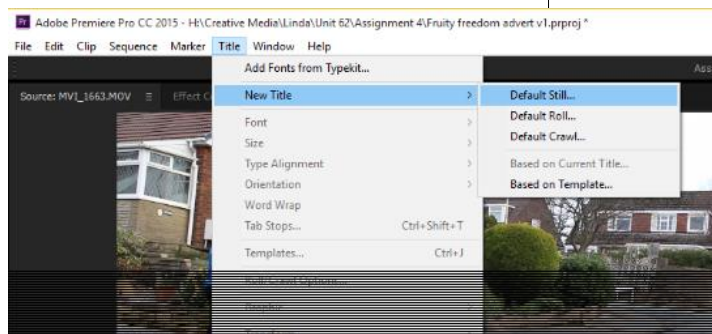 Adobe Premiere Pro CC 2015 - H:\Creative Media\Linda\Unit 62\Assignment 4\Fruity freedom advert v1.prproj *
File Edit Clip Sequence Marker Title Window Help
Add Fonts from Typekit...
Ass
Source: MVI_1663.MOV
Effect C
New Title
Default Still...
Font
Default Roll...
Size
Default Crawl...
Type Alignment
Based on Current Title...
Orientation
Based on Template...
Word Wrap
Tab Stops... Ctrl+Shift+T
Templates... Ctrl+J